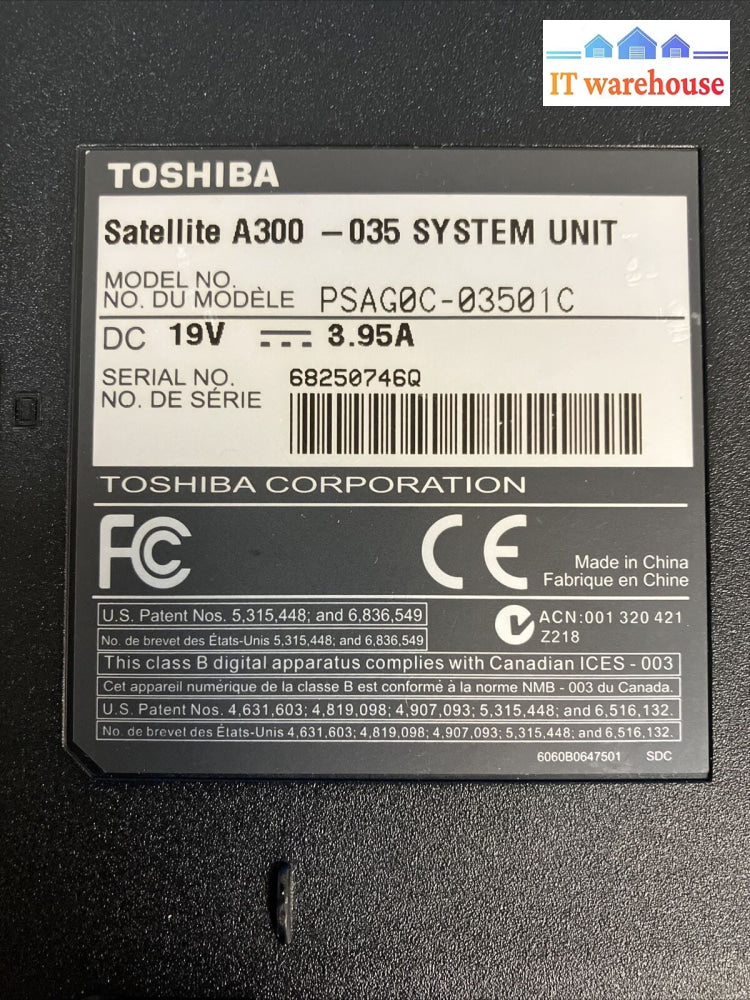 IT warehouse
TOSHIBA
Satellite A300 – 035 SYSTEM UNIT
MODEL NO.
NO. DU MODÈLE PSAG0C-03501C
DC 19V 3.95A
SERIAL NO. 68250746Q
NO. DE SÉRIE
TOSHIBA CORPORATION
FC CE
Made in China
Fabrique en Chine
U.S. Patent Nos. 5,315,448; and 6,836,549
No. de brevet des États-Unis 5,315,448; and 6,836,549
ACN:001 320 421
Z218
This class B digital apparatus complies with Canadian ICES - 003
Cet appareil numérique de la classe B est conformé à la norme NMB - 003 du Canada.
U.S. Patent Nos. 4,631,603; 4,819,098; 4,907,093; 5,315,448; and 6,516,132.
No. de brevet des États-Unis 4,631,603; 4,819,098; 4,907,093; 5,315,448; and 6,516,132.
6060B0647501 SDC